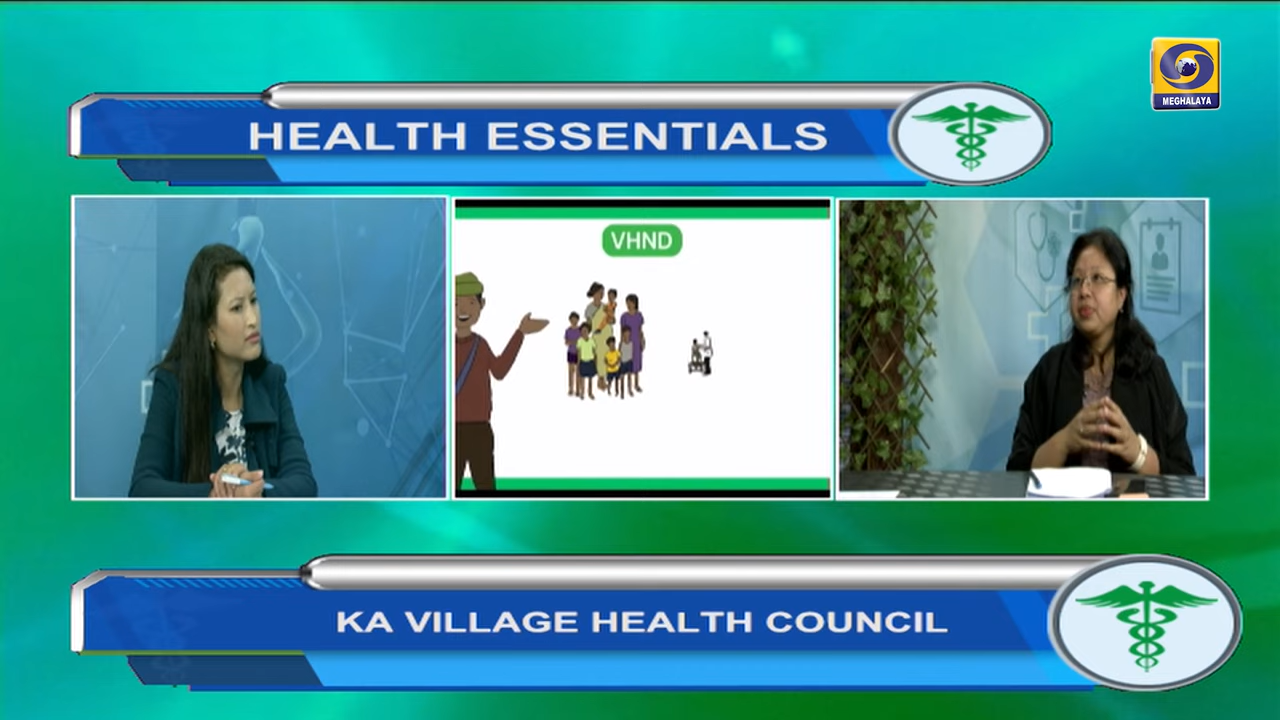 MEGHALAYA
HEALTH ESSENTIALS
VHND
KA VILLAGE HEALTH COUNCIL